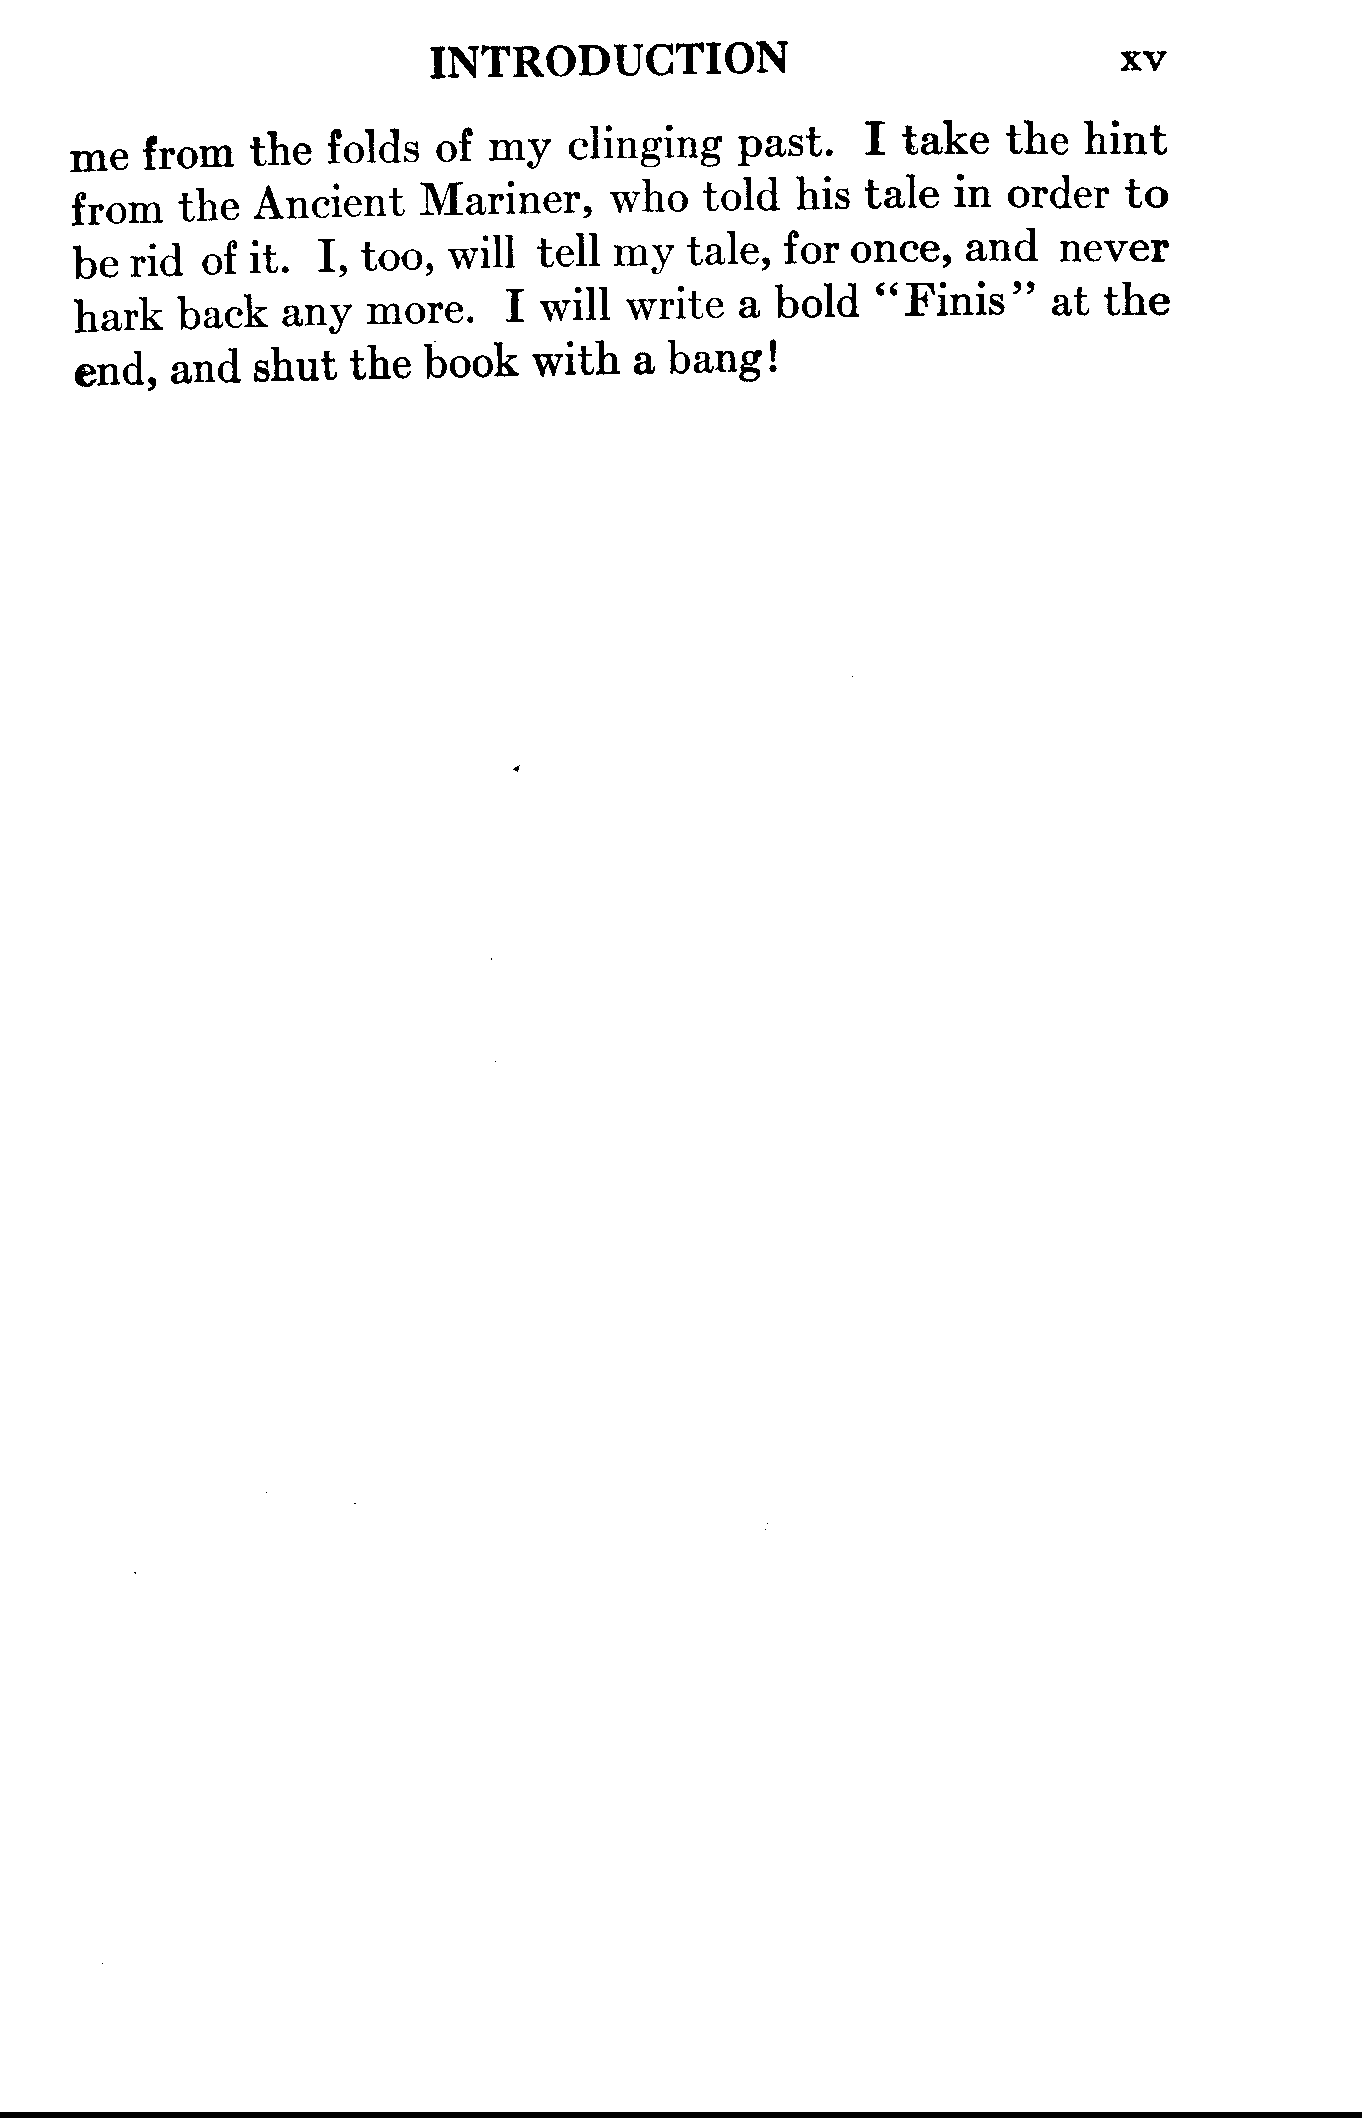 INTRODUCTION xv
me from the folds of my clinging past. I take the hint
from the Ancient Mariner, who told his tale in order to
be rid of it. I, too, will tell my tale, for once, and never
hark back any more. I will write a bold “Finis” at the
end, and shut the book with a bang!